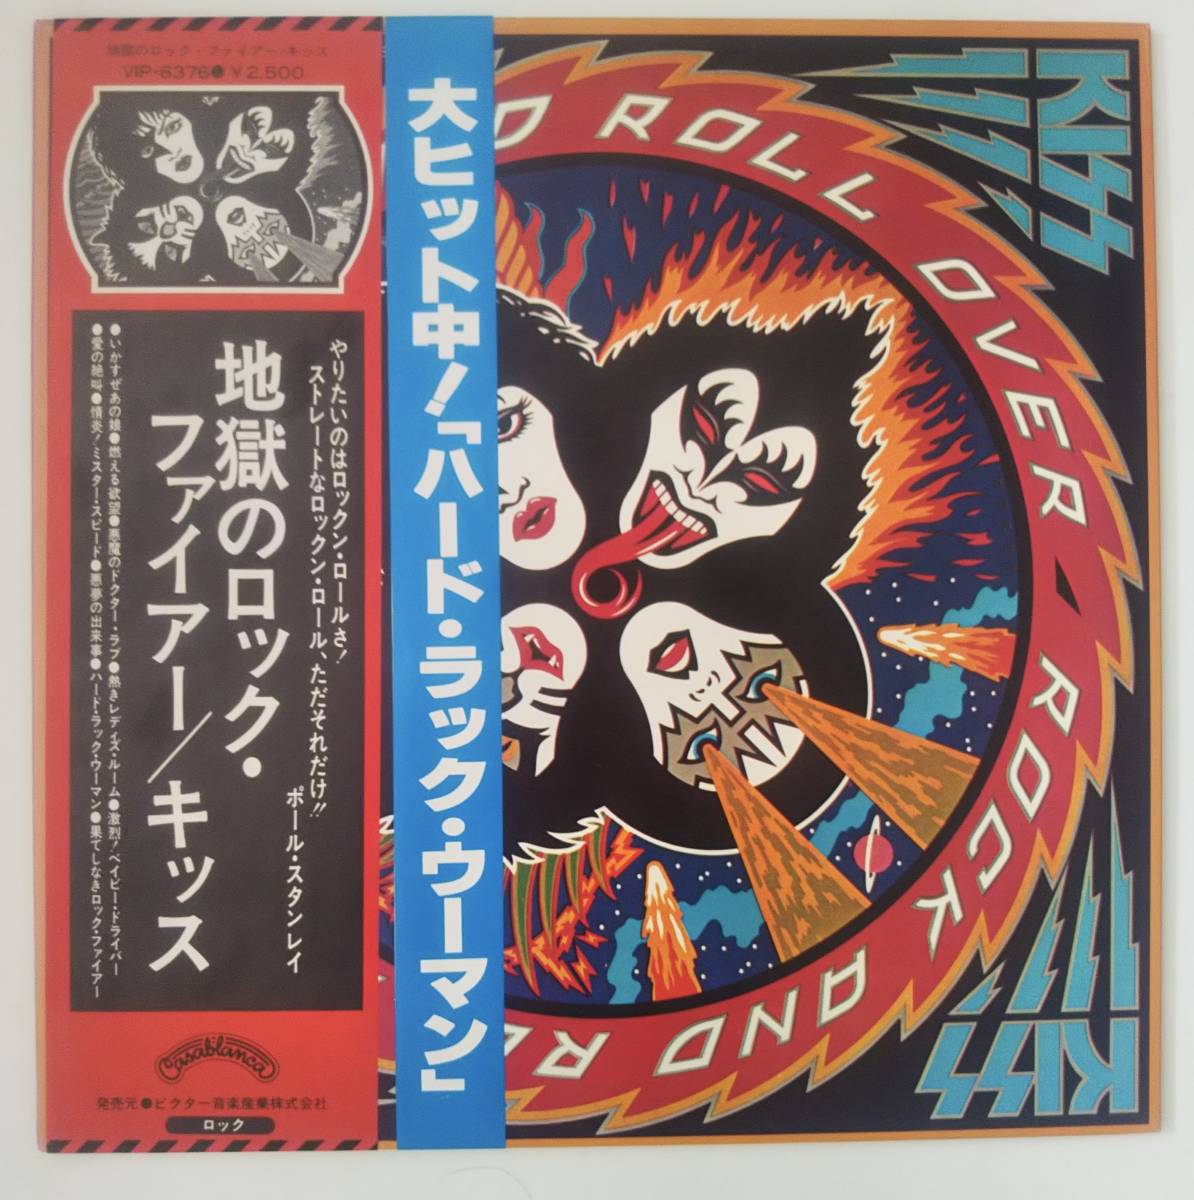 地獄のロック・ファイアー/キッス
VIP-6376● ¥2,500
やりたいのはロックン・ロールさ!
ストレートなロックン・ロール、ただそれだけ!!
ポール・スタンレイ
地獄のロック・
ファイアー/キッス
●いかすぜあの娘●燃える欲望●悪魔のドクター・ラブ●熱きレディズ・ルーム●激烈!ベイビー・ドライバー
●愛の絶叫●情炎!ミスター・スピード●悪夢の出来事●ハード・ラック・ウーマン●果てしなきロック・ファイアー
Casablanca
発売元●ビクター音楽産業株式会社
ロック
大ヒット中!「ハード・ラック・ウーマン」
D ROLL OVER ◆ ROCK AND RO
KISS
KISS